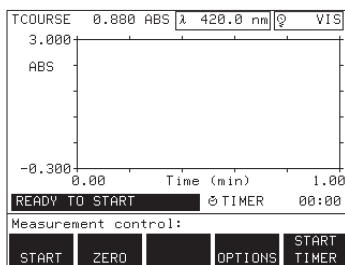 TCOURSE 0.880 ABS λ 420.0 nm VIS
3.000
ABS
-0.300
0.00 Time (min) 1.00
READY TO START TIMER 00:00
Measurement control:
START ZERO OPTIONS START TIMER